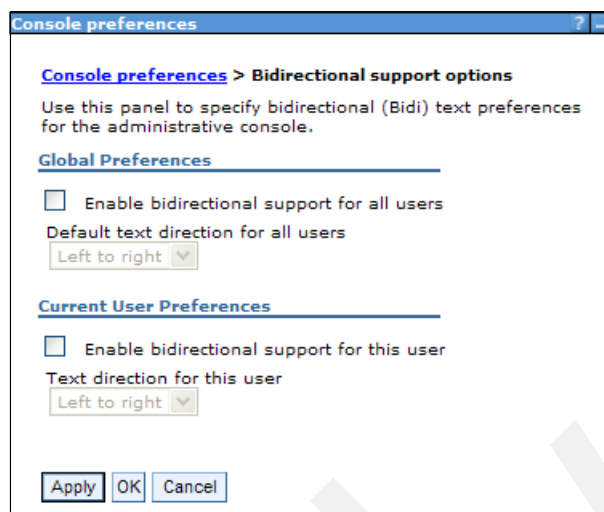 Console preferences ? _
Console preferences > Bidirectional support options
Use this panel to specify bidirectional (Bidi) text preferences
for the administrative console.
Global Preferences
Enable bidirectional support for all users
Default text direction for all users
Left to right
Current User Preferences
Enable bidirectional support for this user
Text direction for this user
Left to right
Apply OK Cancel